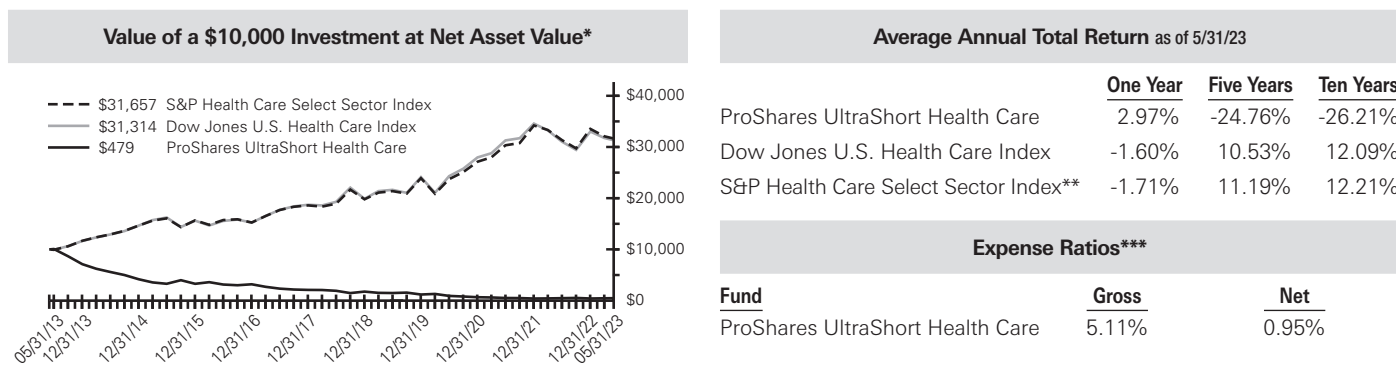 Value of a $10,000 Investment at Net Asset Value*
$31,657 S&P Health Care Select Sector Index
$31,314 Dow Jones U.S. Health Care Index
$479 ProShares UltraShort Health Care
$40,000
$30,000
$20,000
$10,000
$0
05/31/13
12/31/13
12/31/14
12/31/15
12/31/16
12/31/17
12/31/18
12/31/19
12/31/20
12/31/21
12/31/22
05/31/23
Average Annual Total Return as of 5/31/23
One Year Five Years Ten Years
ProShares UltraShort Health Care 2.97% -24.76% -26.21%
Dow Jones U.S. Health Care Index -1.60% 10.53% 12.09%
S&P Health Care Select Sector Index** -1.71% 11.19% 12.21%
Expense Ratios***
Fund Gross Net
ProShares UltraShort Health Care 5.11% 0.95%